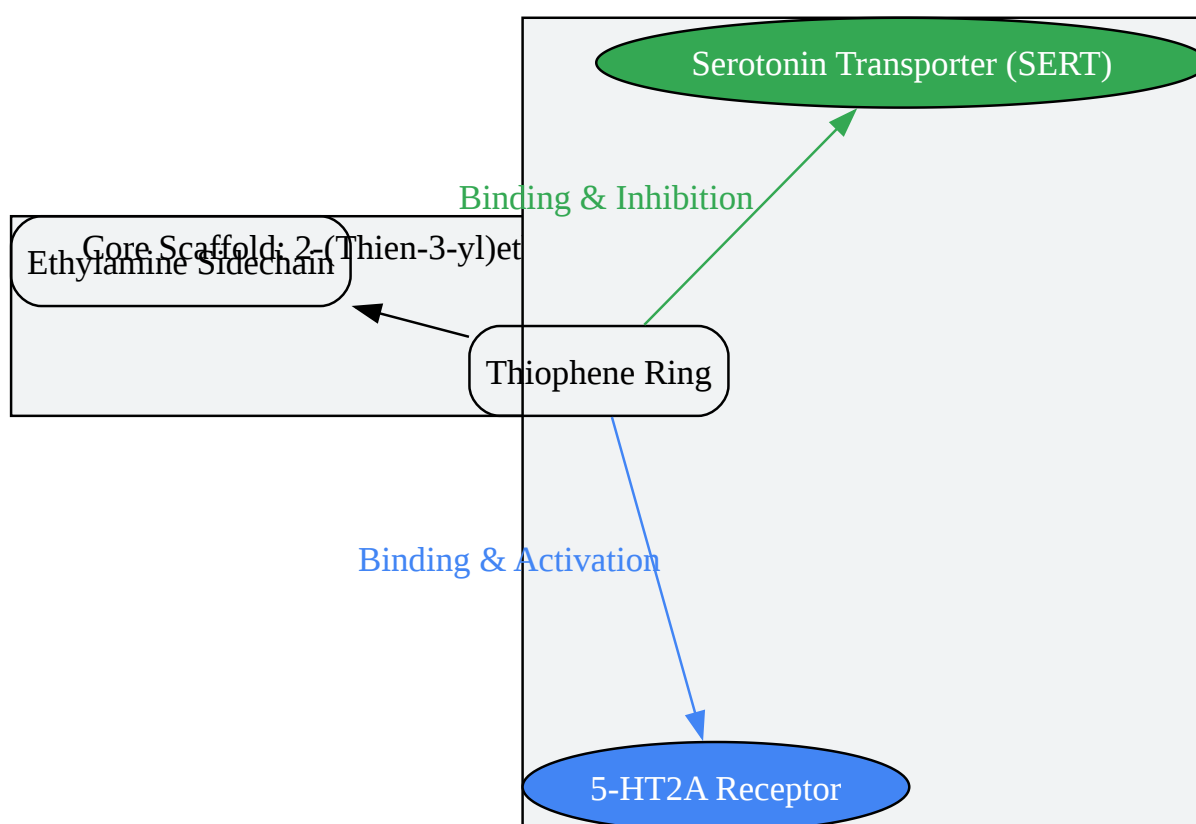 Serotonin Transporter (SERT)
Binding & Inhibition
Core Scaffold: 2-(Thien-3-yl)et
Ethylamine Sidechain
Thiophene Ring
Binding & Activation
5-HT2A Receptor